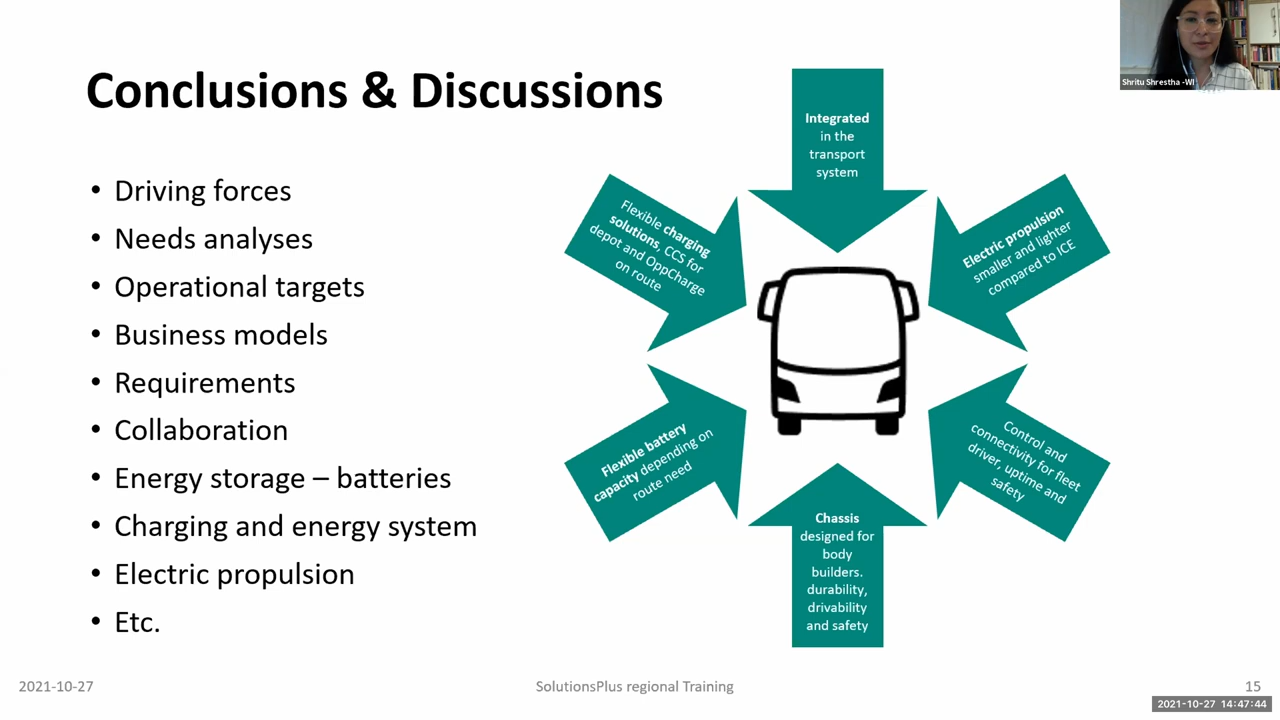 Conclusions & Discussions
• Driving forces
• Needs analyses
• Operational targets
• Business models
• Requirements
• Collaboration
• Energy storage – batteries
• Charging and energy system
• Electric propulsion
• Etc.
Integrated
in the
transport
system
Flexible charging
solutions, CCS for
depot and OppCharge
on route
Electric propulsion
smaller and lighter
compared to ICE
Flexible battery
capacity depending on
route need
Control and
connectivity for fleet
driver, uptime and
safety
Chassis
designed for
body
builders.
durability,
drivability
and safety
Shritu Shrestha -WI
2021-10-27
SolutionsPlus regional Training
15
2021-10-27 14:47:44